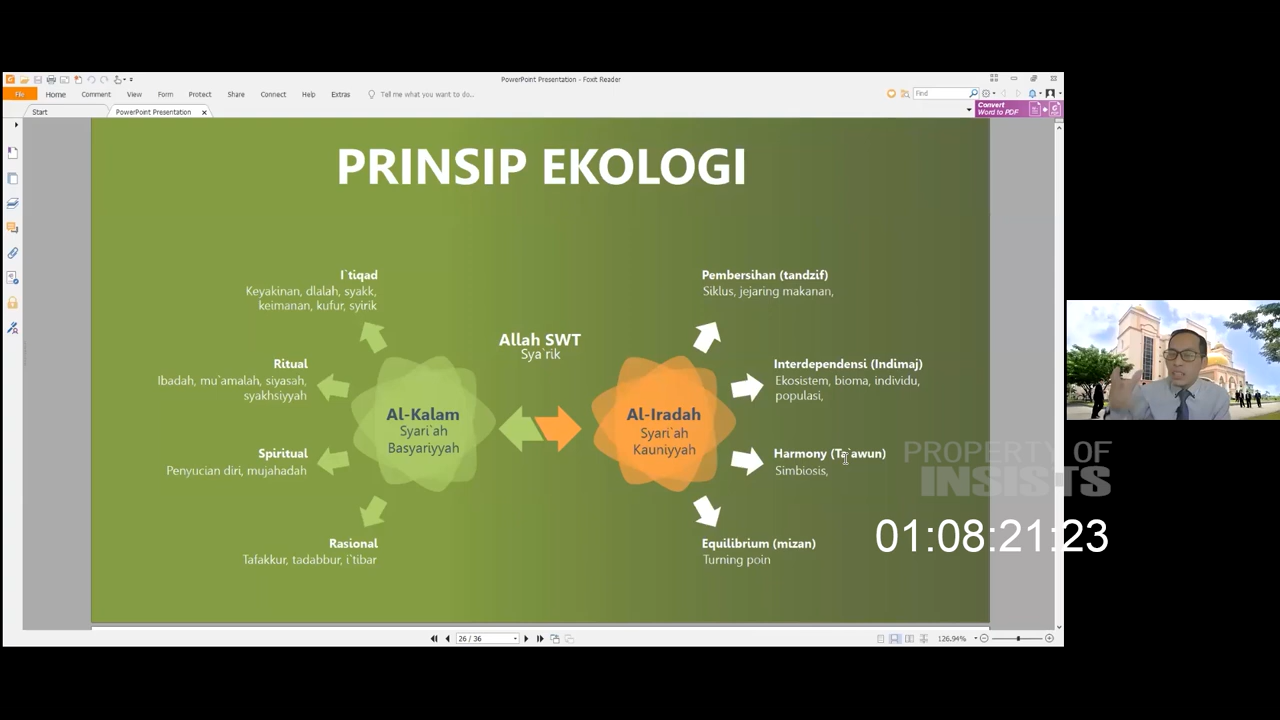 PowerPoint Presentation - Foxit Reader
File Home Comment View Form Protect Share Connect Help Extras Tell me what you want to do...
Find
Convert
Word to PDF
Start PowerPoint Presentation
PRINSIP EKOLOGI
I`tiqad
Keyakinan, dlalah, syakk,
keimanan, kufur, syirik
Ritual
Ibadah, mu`amalah, siyasah,
syakhsiyyah
Spiritual
Penyucian diri, mujahadah
Rasional
Tafakkur, tadabbur, i`tibar
Al-Kalam
Syari`ah
Basyariyyah
Allah SWT
Sya`rik
Al-Iradah
Syari`ah
Kauniyyah
Pembersihan (tandzif)
Siklus, jejaring makanan,
Interdependensi (Indimaj)
Ekosistem, bioma, individu,
populasi,
Harmony (Ta`awun)
Simbiosis,
Equilibrium (mizan)
Turning poin
PROPERTY OF
INSISTS
01:08:21:23
26 / 36
126.94%